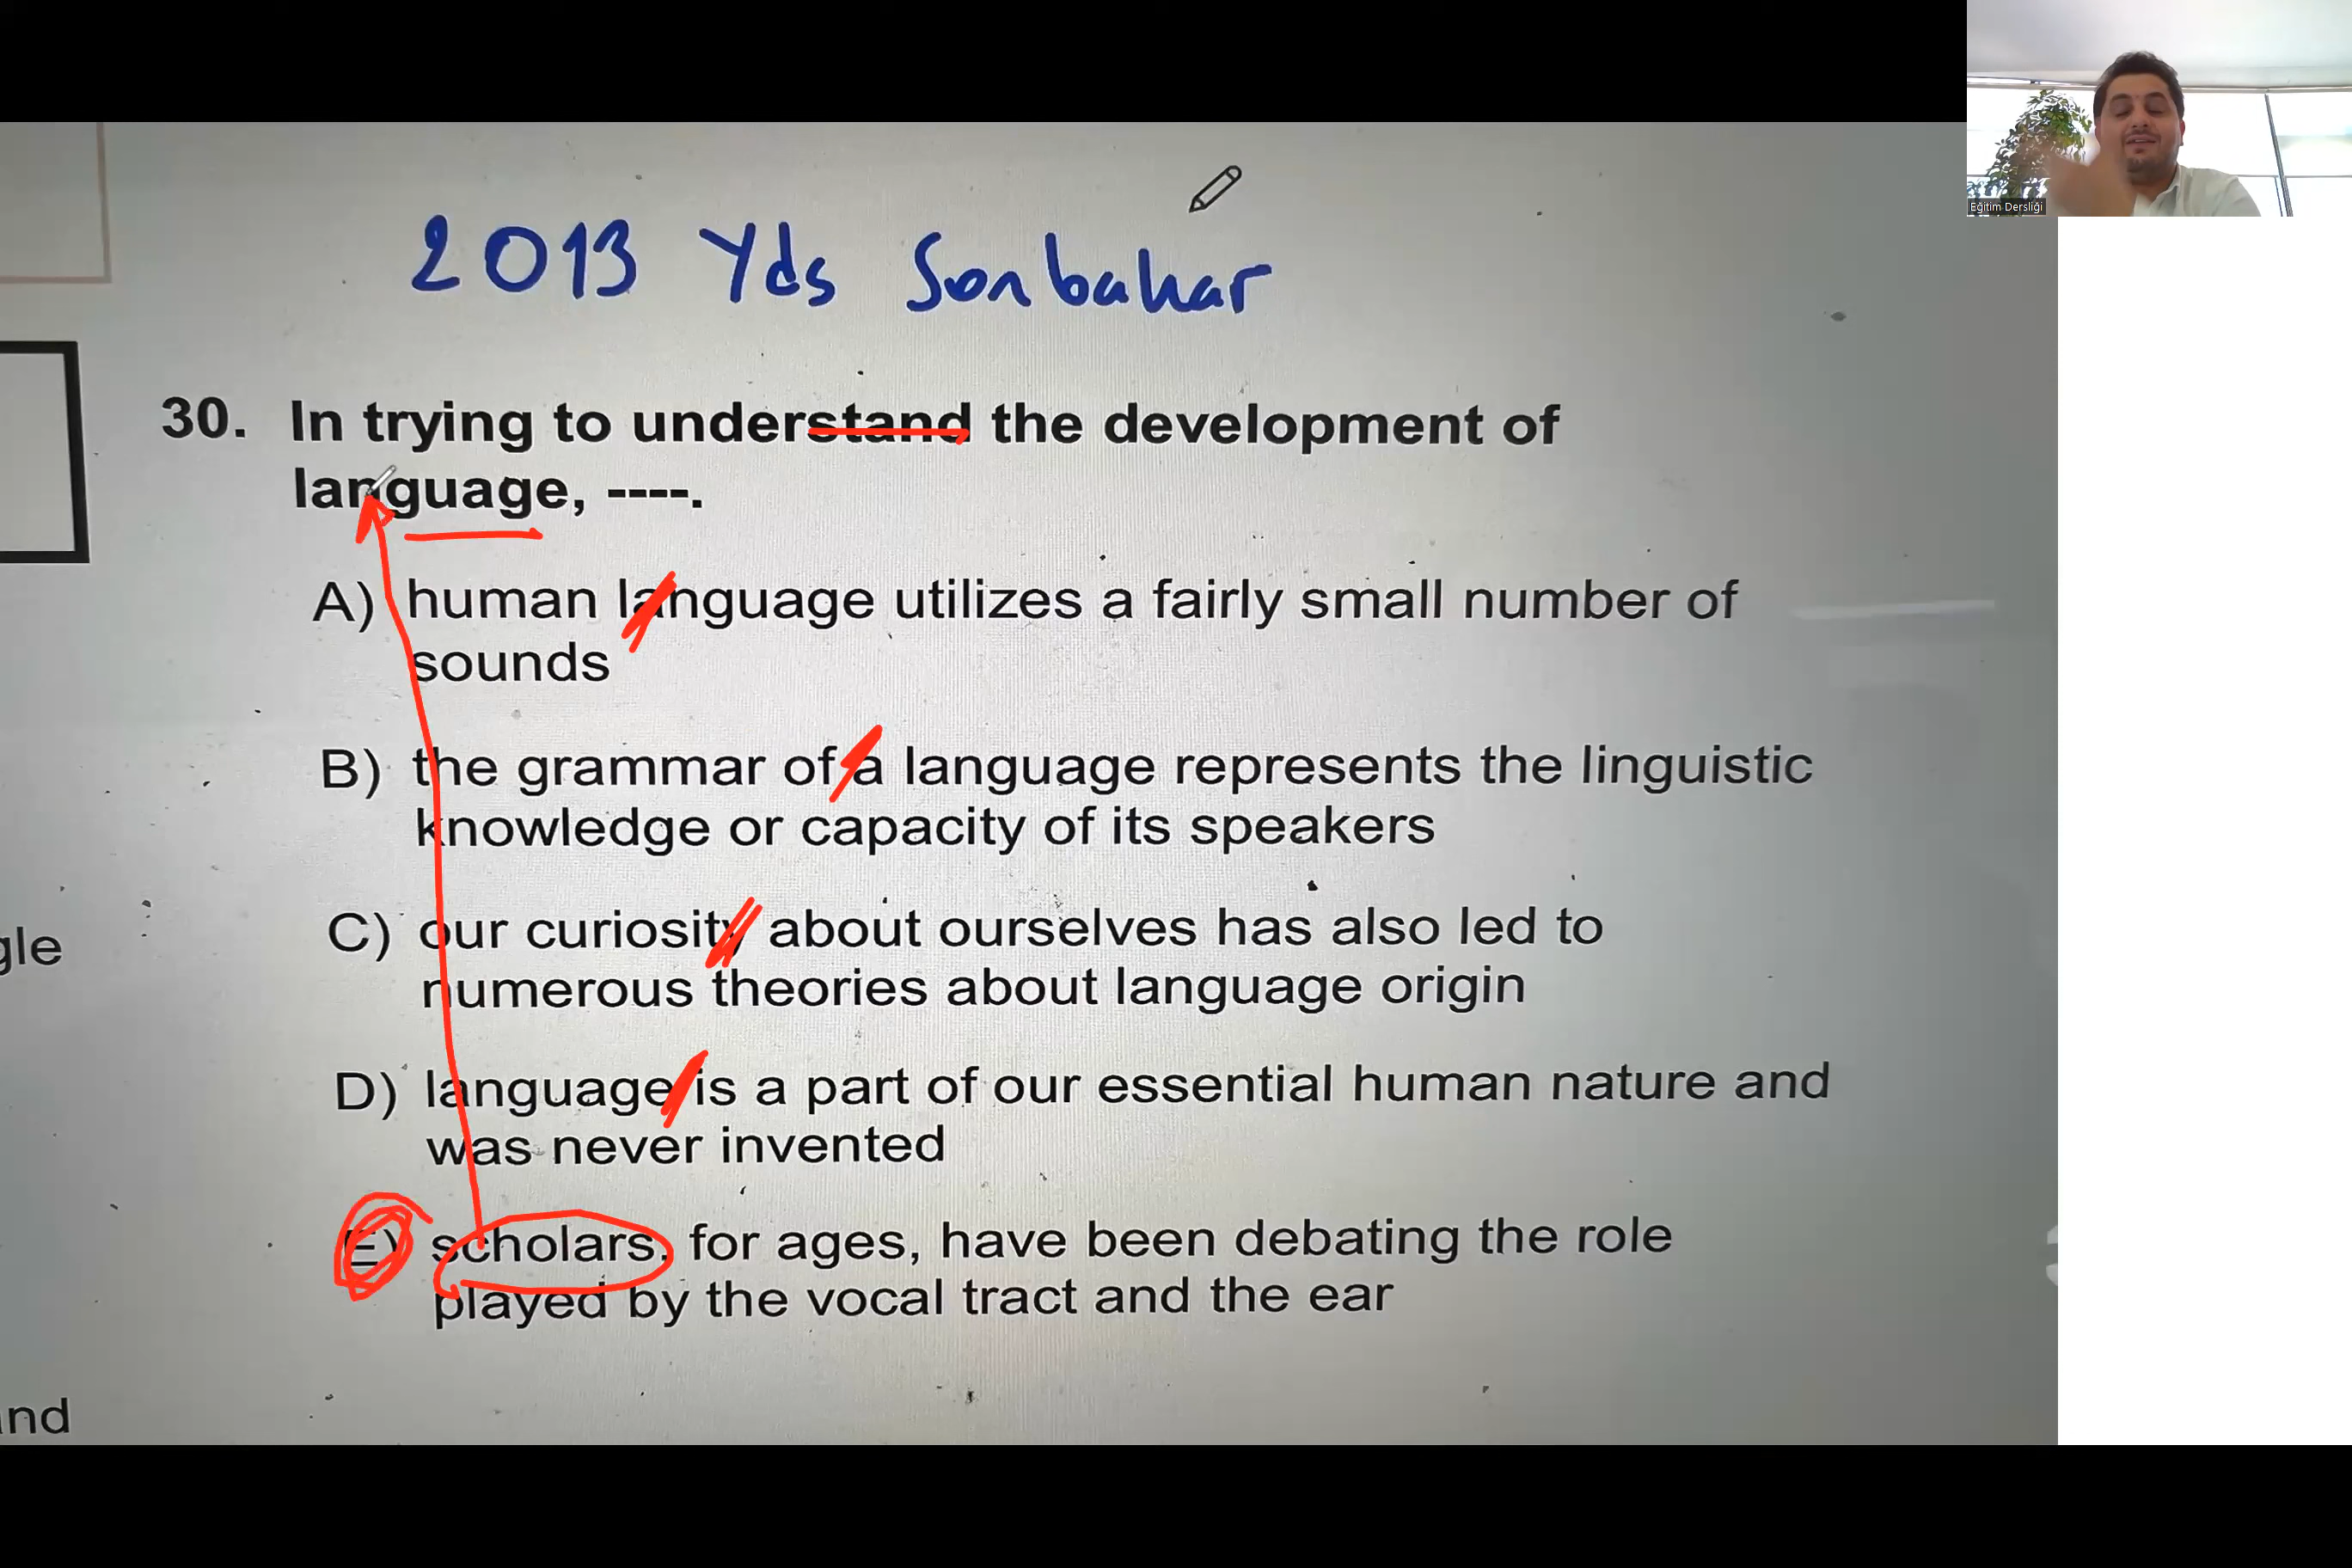 Eğitim Dersliği
2013 Yds Sonbahar
30. In trying to understand the development of
language, ----.
A) human language utilizes a fairly small number of
sounds
B) the grammar of a language represents the linguistic
knowledge or capacity of its speakers
C) our curiosity about ourselves has also led to
numerous theories about language origin
D) language is a part of our essential human nature and
was never invented
E) scholars, for ages, have been debating the role
played by the vocal tract and the ear
gle
nd